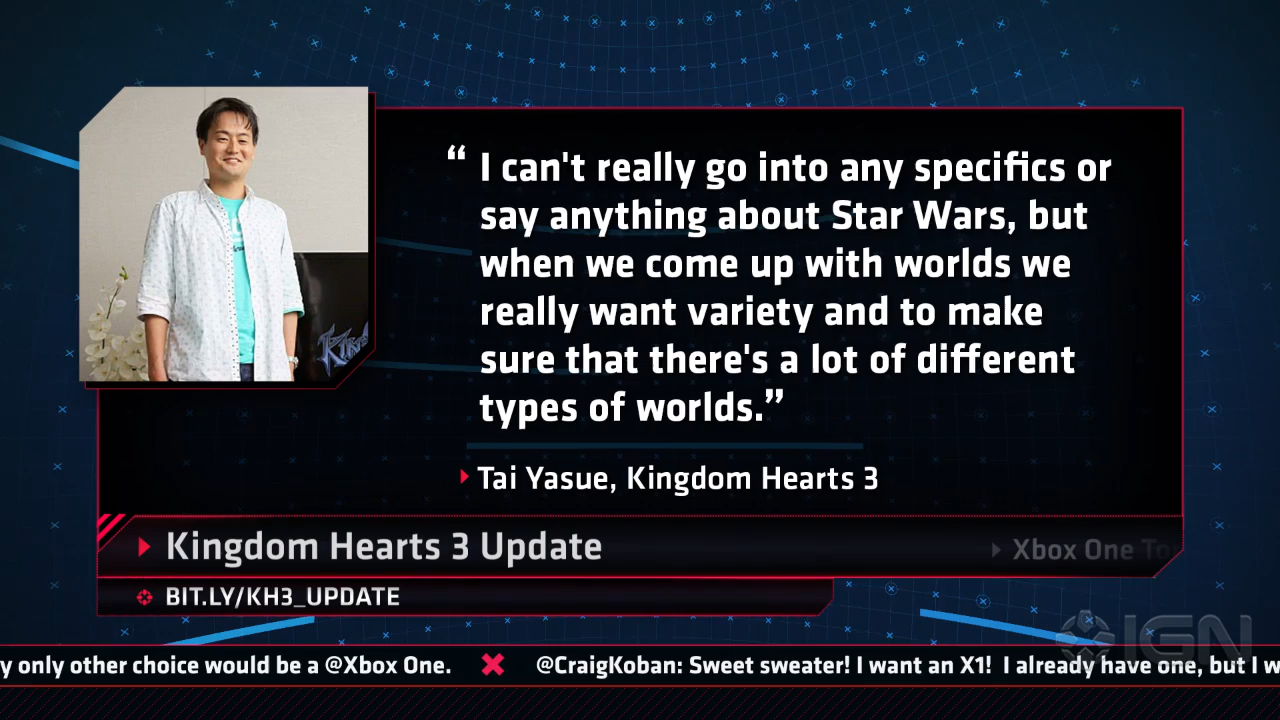 “ I can't really go into any specifics or
say anything about Star Wars, but
when we come up with worlds we
really want variety and to make
sure that there's a lot of different
types of worlds.”
Tai Yasue, Kingdom Hearts 3
Kingdom Hearts 3 Update
Xbox One
BIT.LY/KH3_UPDATE
IGN
y only other choice would be a @Xbox One.
@CraigKoban: Sweet sweater! I want an X1! I already have one, but I w